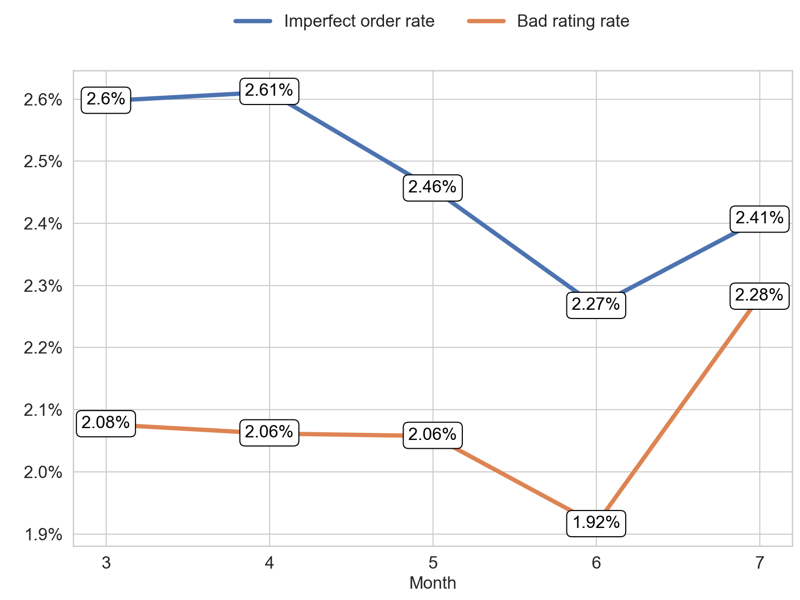 Imperfect order rate Bad rating rate
2.6%
2.5%
2.4%
2.3%
2.2%
2.1%
2.0%
1.9%
2.6% 2.61% 2.46% 2.27% 2.41%
2.08% 2.06% 2.06% 1.92% 2.28%
3 4 5 6 7
Month